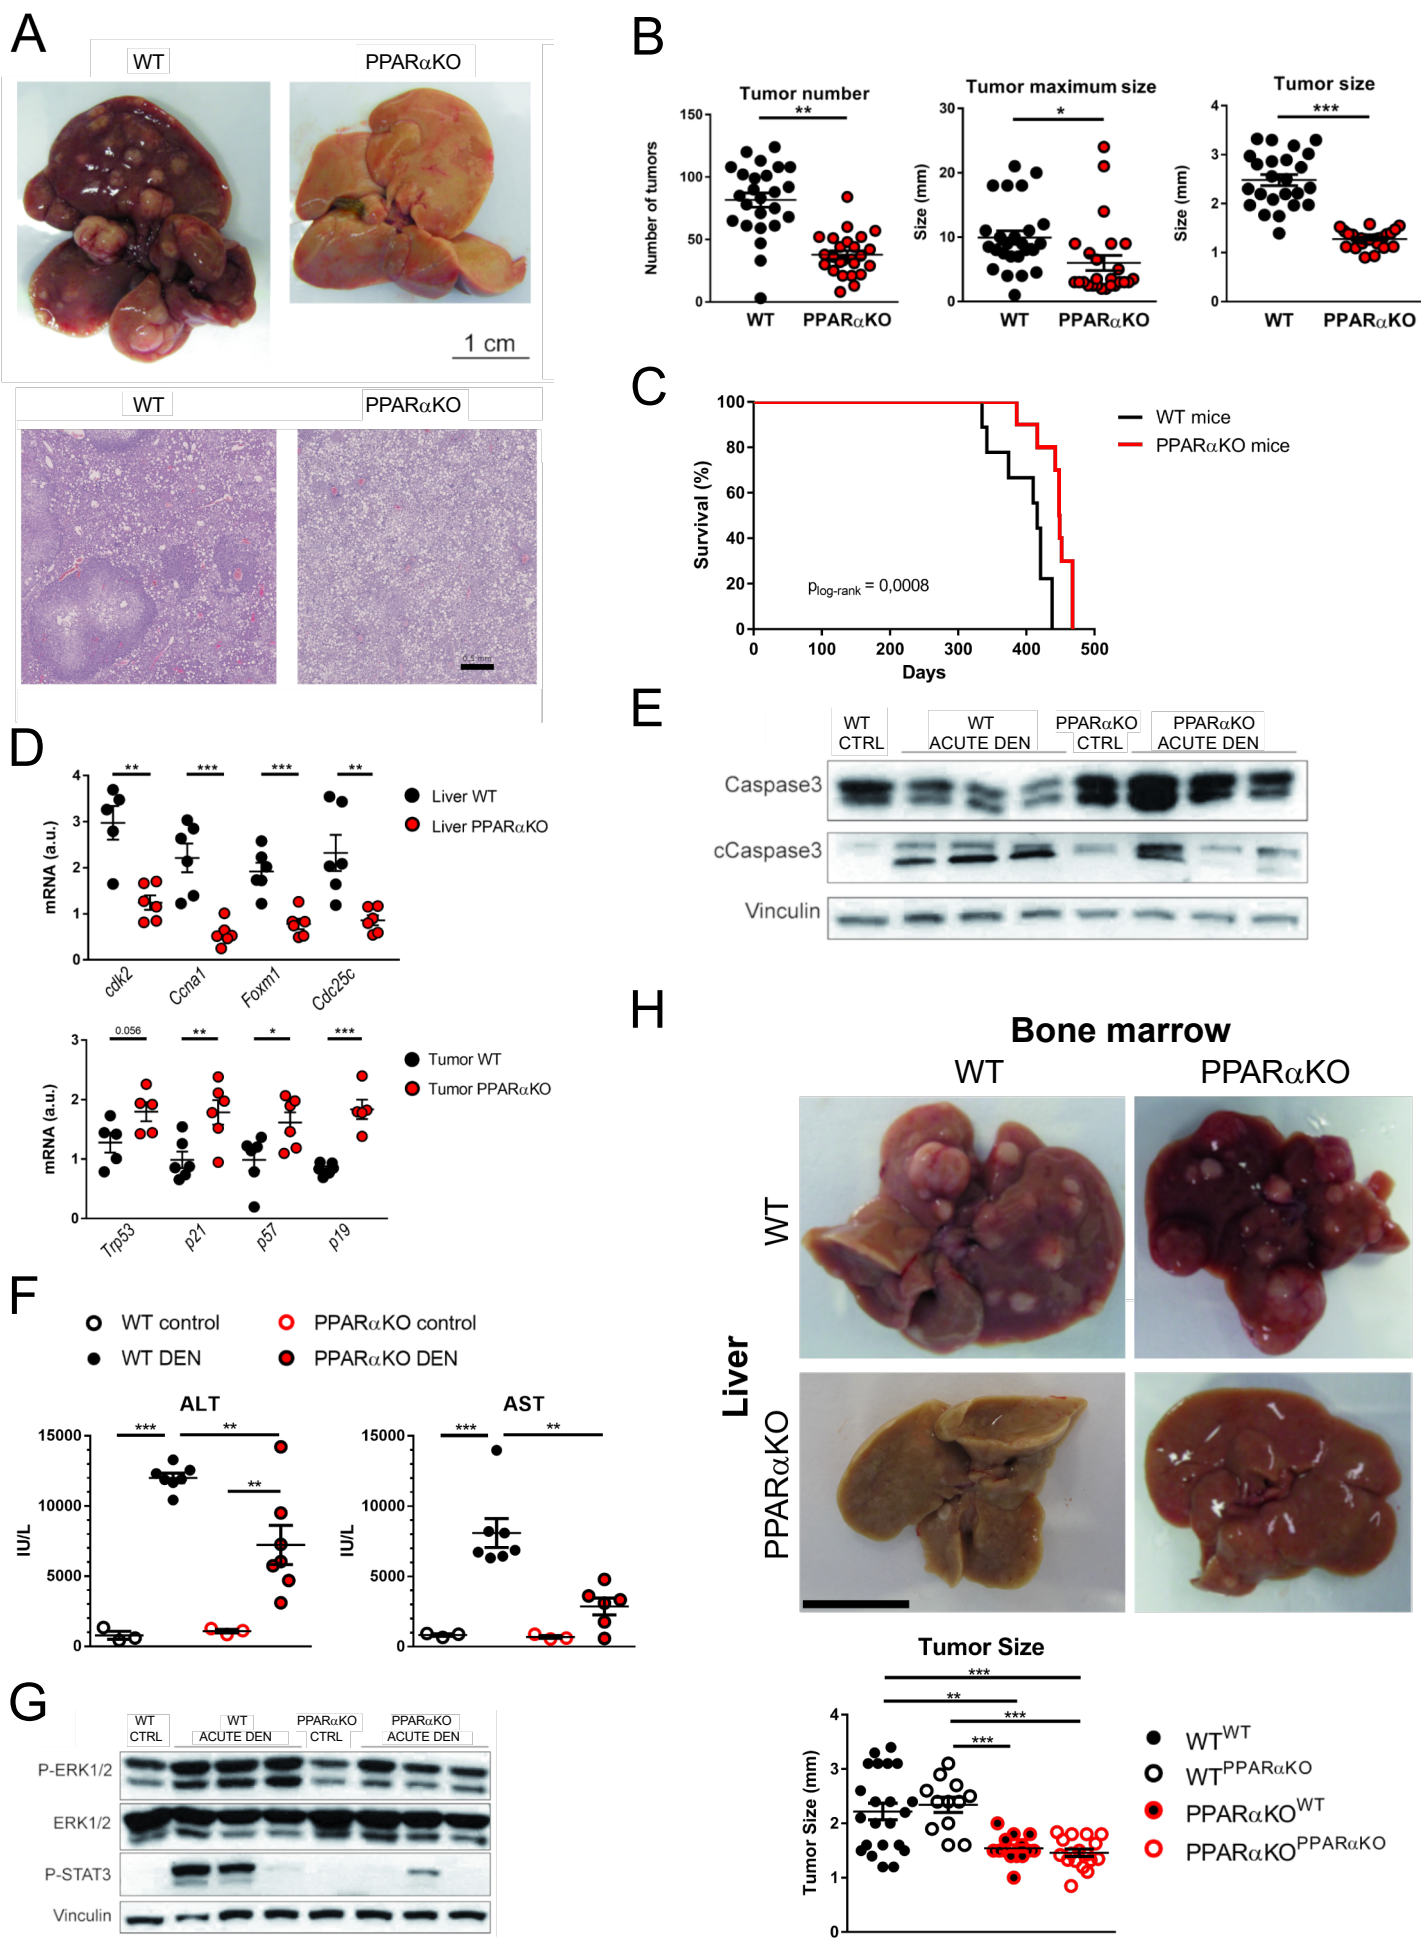 A
WT
PPARαKO
1 cm
WT
PPARαKO
0,5 mm
B
Tumor number
**
Number of tumors
150
100
50
0
WT
PPARαKO
Tumor maximum size
*
Size (mm)
30
20
10
0
WT
PPARαKO
Tumor size
***
Size (mm)
4
3
2
1
0
WT
PPARαKO
C
Survival (%)
100
80
60
40
20
0
0 100 200 300 400 500
Days
plog-rank = 0,0008
WT mice
PPARαKO mice
D
mRNA (a.u.)
4
3
2
1
0
** *** *** **
cdk2 Ccna1 Foxm1 Cdc25c
Liver WT
Liver PPARαKO
mRNA (a.u.)
3
2
1
0
0.056 ** * ***
Trp53 p21 p57 p19
Tumor WT
Tumor PPARαKO
E
WT CTRL
WT ACUTE DEN
PPARαKO CTRL
PPARαKO ACUTE DEN
Caspase3
cCaspase3
Vinculin
F
WT control
PPARαKO control
WT DEN
PPARαKO DEN
ALT
*** **
**
IU/L
15000
10000
5000
0
AST
*** **
IU/L
15000
10000
5000
0
G
WT CTRL
WT ACUTE DEN
PPARαKO CTRL
PPARαKO ACUTE DEN
P-ERK1/2
ERK1/2
P-STAT3
Vinculin
H
Bone marrow
WT
PPARαKO
Liver
WT
PPARαKO
Tumor Size
***
**
***
***
Tumor Size (mm)
4
3
2
1
0
WTWT
WTPPARαKO
PPARαKOWT
PPARαKOPPARαKO